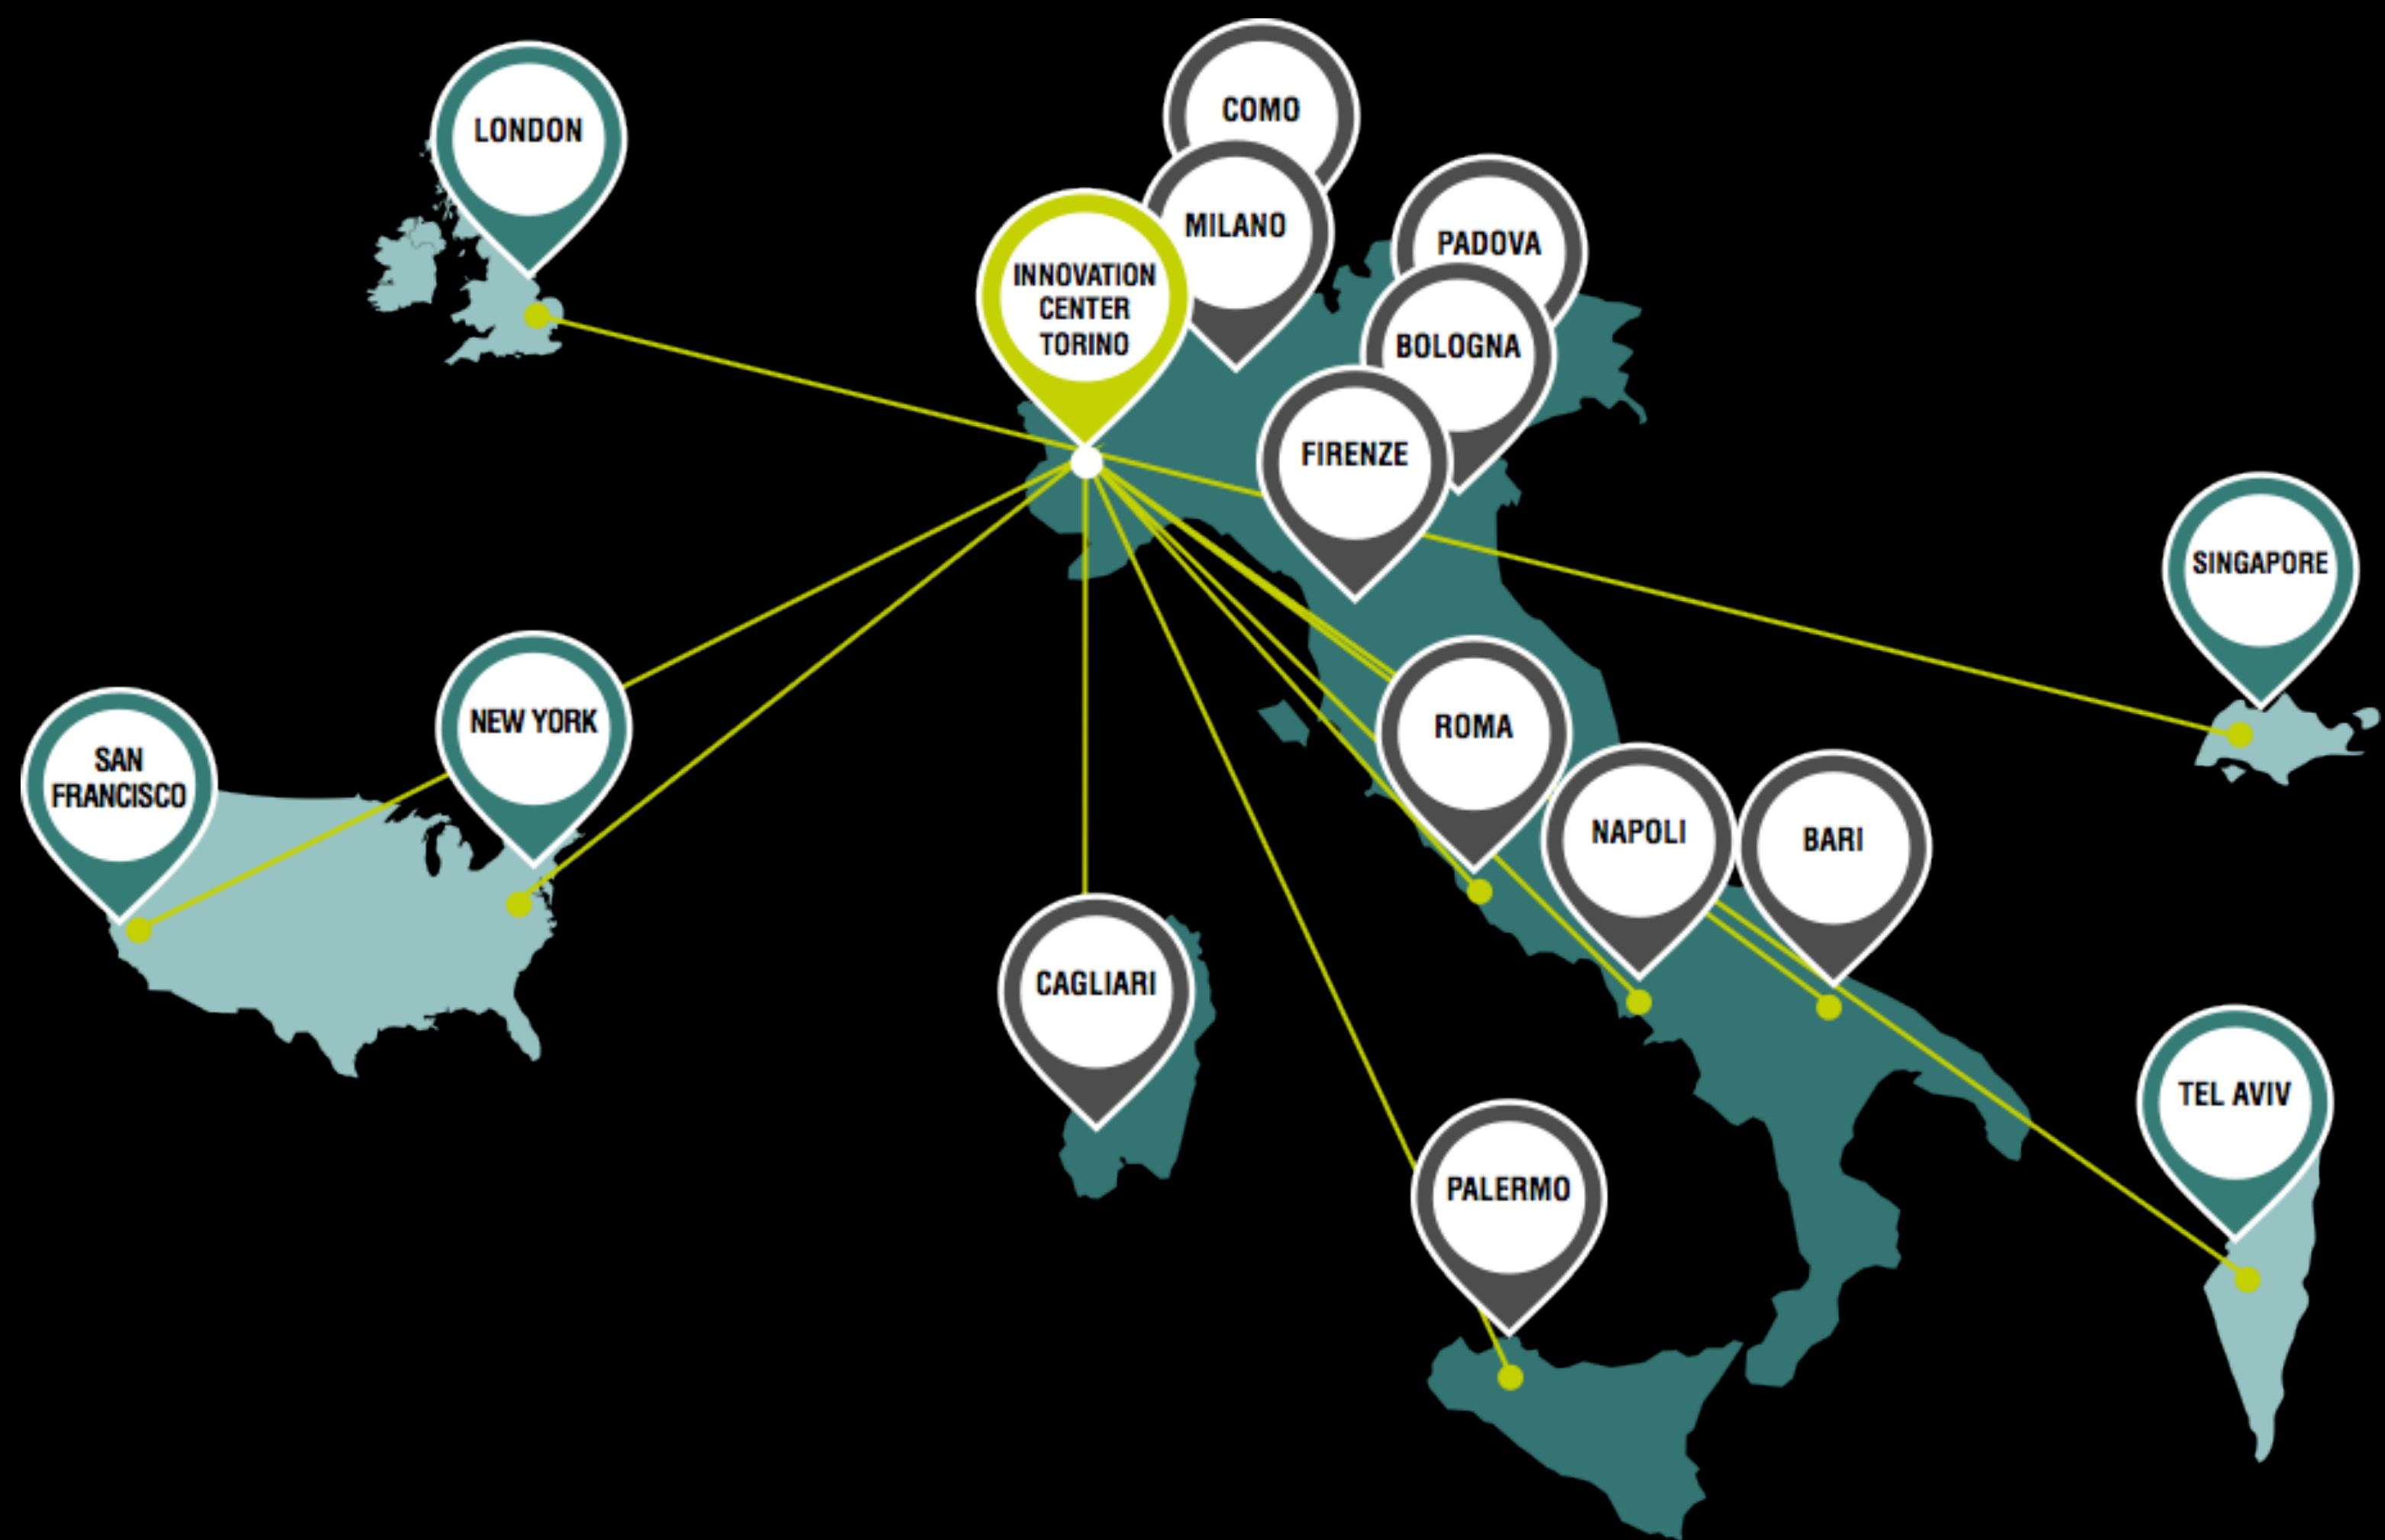 LONDON
COMO
MILANO
PADOVA
INNOVATION
CENTER
TORINO
BOLOGNA
FIRENZE
SINGAPORE
NEW YORK
ROMA
SAN
FRANCISCO
NAPOLI
BARI
CAGLIARI
TEL AVIV
PALERMO